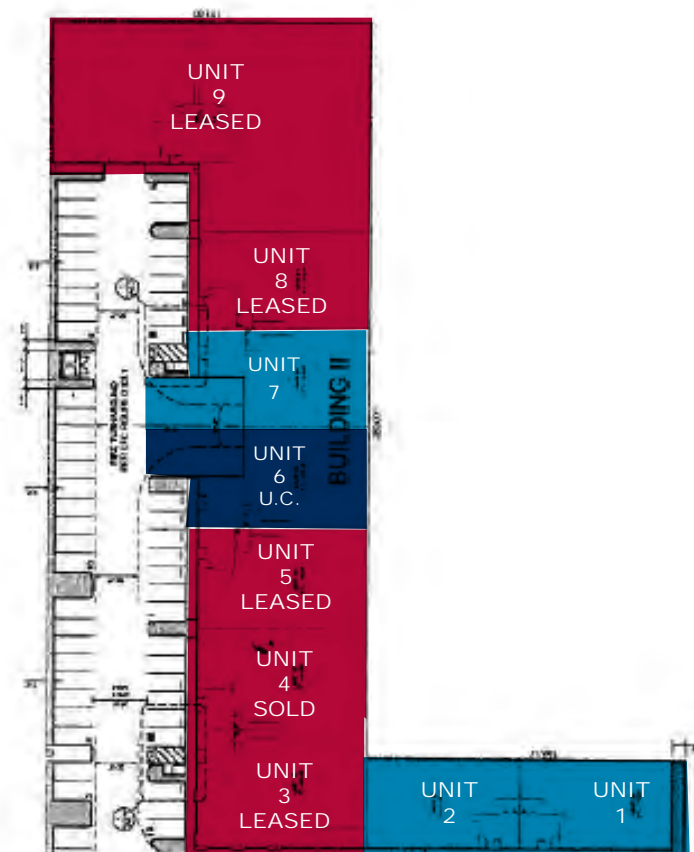 UNIT
9
LEASED
UNIT
8
LEASED
UNIT
7
BUILDING II
UNIT
6
U.C.
UNIT
5
LEASED
UNIT
4
SOLD
UNIT
3
LEASED
UNIT
2
UNIT
1